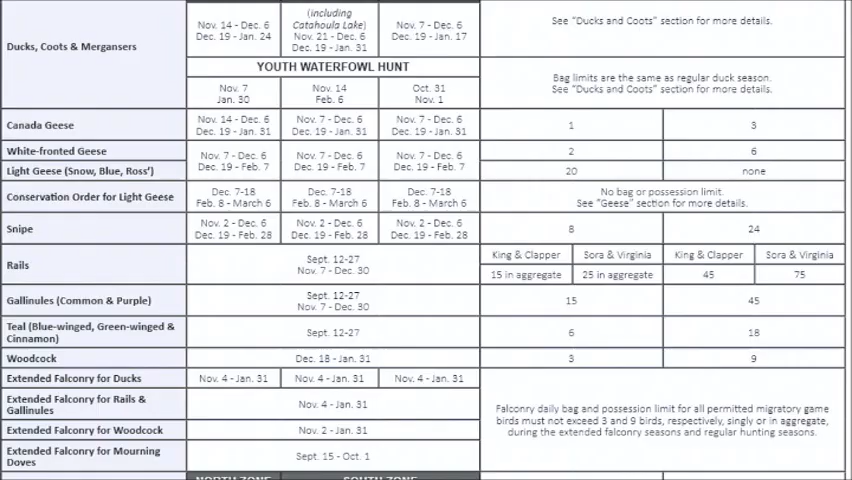 Ducks, Coots & Mergansers
Nov. 14 - Dec. 6
Dec. 19 - Jan. 24
(including
Catahoula Lake)
Nov. 21 - Dec. 6
Dec. 19 - Jan. 31
Nov. 7 - Dec. 6
Dec. 19 - Jan. 17
See "Ducks and Coots" section for more details.
YOUTH WATERFOWL HUNT
Nov. 7
Jan. 30
Nov. 14
Feb. 6
Oct. 31
Nov. 1
Bag limits are the same as regular duck season.
See "Ducks and Coots" section for more details.
Canada Geese
Nov. 14 - Dec. 6
Dec. 19 - Jan. 31
Nov. 7 - Dec. 6
Dec. 19 - Jan. 31
Nov. 7 - Dec. 6
Dec. 19 - Jan. 31
1
3
White-fronted Geese
Nov. 7 - Dec. 6
Dec. 19 - Feb. 7
Nov. 7 - Dec. 6
Dec. 19 - Feb. 7
Nov. 7 - Dec. 6
Dec. 19 - Feb. 7
2
6
Light Geese (Snow, Blue, Ross')
20
none
Conservation Order for Light Geese
Dec. 7-18
Feb. 8 - March 6
Dec. 7-18
Feb. 8 - March 6
Dec. 7-18
Feb. 8 - March 6
No bag or possession limit.
See "Geese" section for more details.
Snipe
Nov. 2 - Dec. 6
Dec. 19 - Feb. 28
Nov. 2 - Dec. 6
Dec. 19 - Feb. 28
Nov. 2 - Dec. 6
Dec. 19 - Feb. 28
8
24
Rails
Sept. 12-27
Nov. 7 - Dec. 30
King & Clapper
Sora & Virginia
King & Clapper
Sora & Virginia
15 in aggregate
25 in aggregate
45
75
Gallinules (Common & Purple)
Sept. 12-27
Nov. 7 - Dec. 30
15
45
Teal (Blue-winged, Green-winged &
Cinnamon)
Sept. 12-27
6
18
Woodcock
Dec. 18 - Jan. 31
3
9
Extended Falconry for Ducks
Nov. 4 - Jan. 31
Nov. 4 - Jan. 31
Nov. 4 - Jan. 31
Extended Falconry for Rails &
Gallinules
Nov. 4 - Jan. 31
Extended Falconry for Woodcock
Nov. 2 - Jan. 31
Extended Falconry for Mourning
Doves
Sept. 15 - Oct. 1
Falconry daily bag and possession limit for all permitted migratory game
birds must not exceed 3 and 9 birds, respectively, singly or in aggregate,
during the extended falconry seasons and regular hunting seasons.
NORTH ZONE
SOUTH ZONE